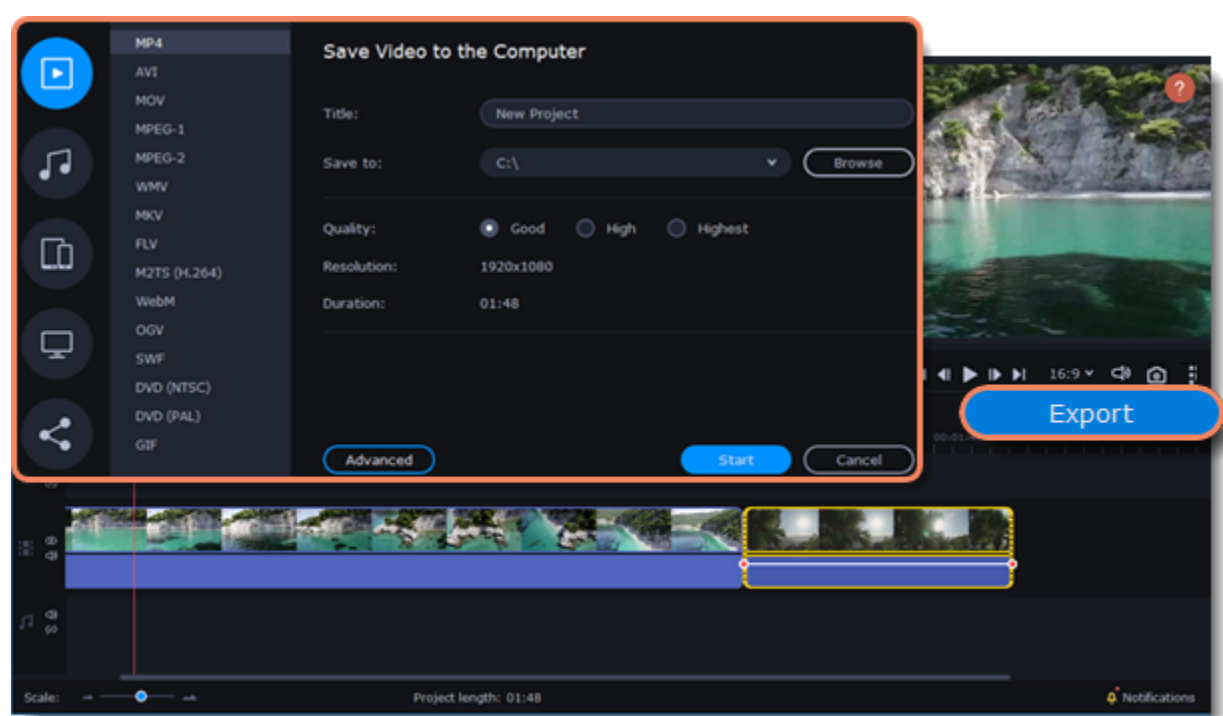 MP4
AVI
MOV
MPEG-1
MPEG-2
WMV
MKV
FLV
M2TS (H.264)
WebM
OGV
SWF
DVD (NTSC)
DVD (PAL)
GIF
Save Video to the Computer
Title: New Project
Save to: C:\ Browse
Quality: Good High Highest
Resolution: 1920x1080
Duration: 01:48
Advanced Start Cancel
?
16:9
Export
Scale: Project length: 01:48 Notifications